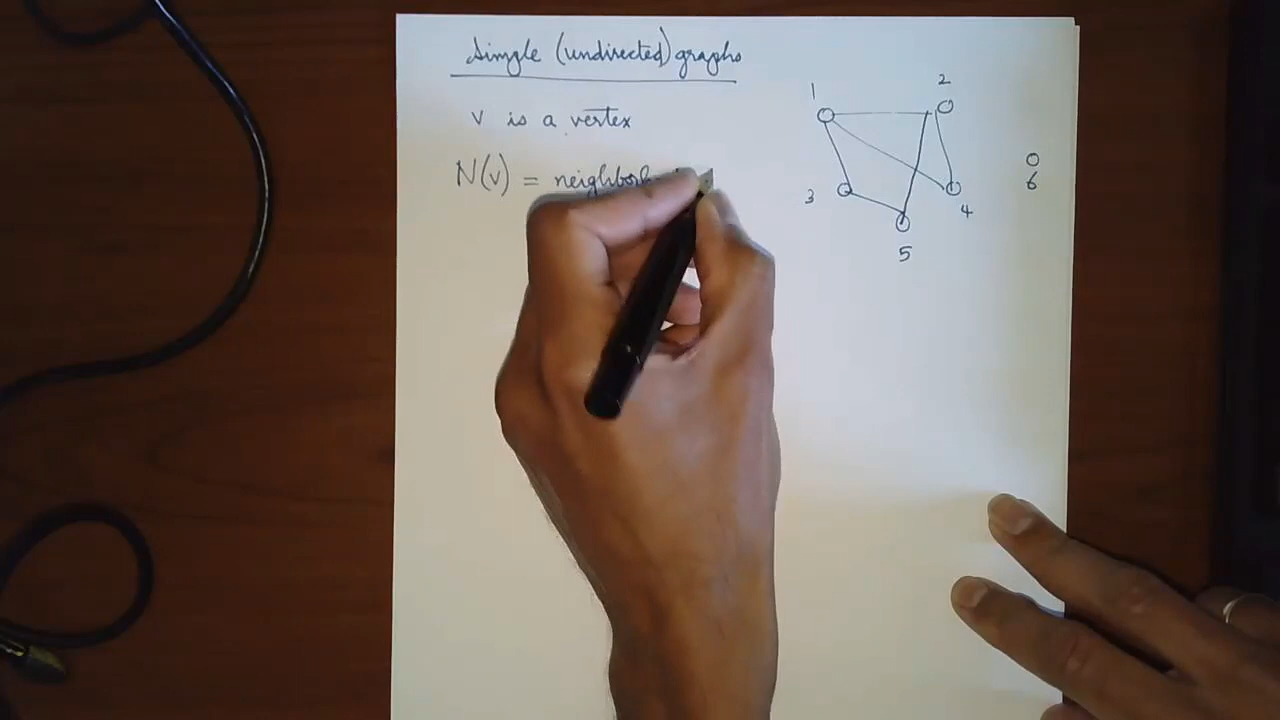 Simple (undirected) graphs
v is a vertex
N(v) =
1
2
3
4
5
6